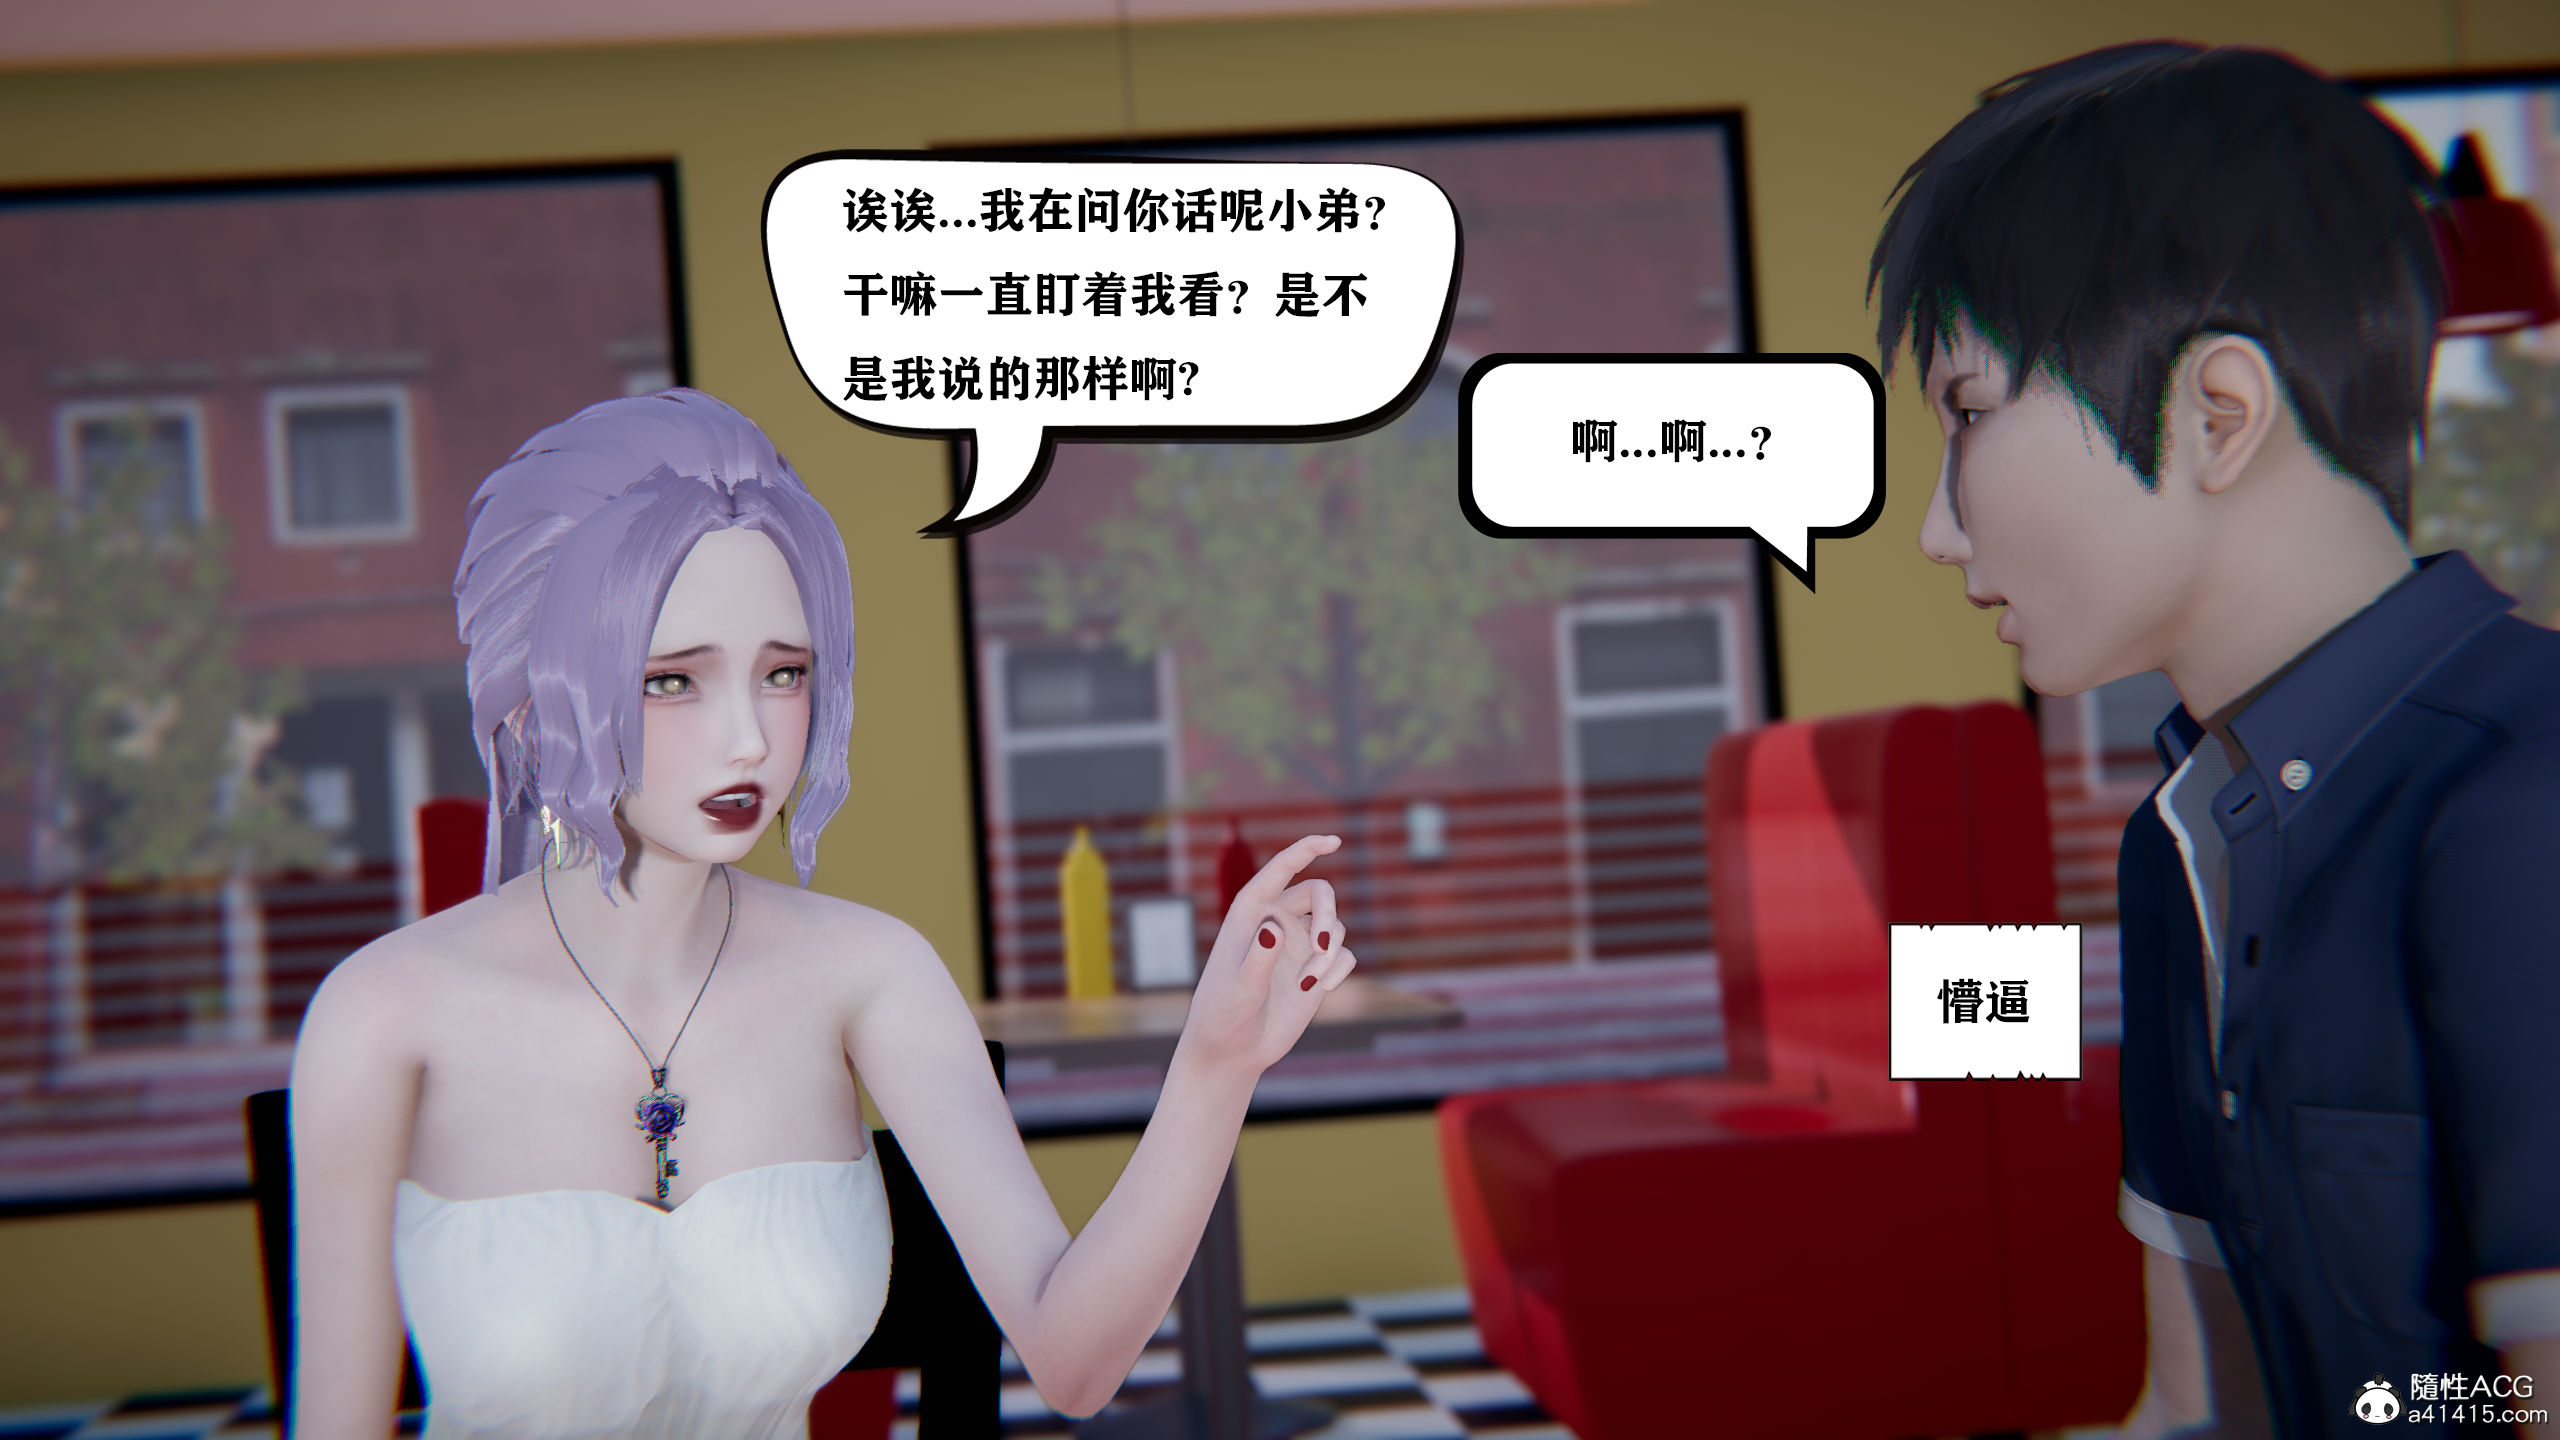 诶诶...我在问你话呢小弟?
干嘛一直盯着我看? 是不
是我说的那样啊?
啊...啊...?
懵逼
隨性ACG
a41415.com